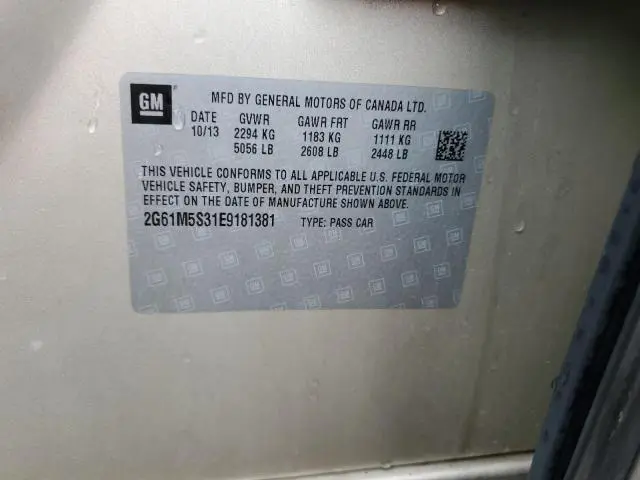 GM
MFD BY GENERAL MOTORS OF CANADA LTD.
DATE GVWR GAWR FRT GAWR RR
10/13 2294 KG 1183 KG 1111 KG
5056 LB 2608 LB 2448 LB
THIS VEHICLE CONFORMS TO ALL APPLICABLE U.S. FEDERAL MOTOR
VEHICLE SAFETY, BUMPER, AND THEFT PREVENTION STANDARDS IN
EFFECT ON THE DATE OF MANUFACTURE SHOWN ABOVE.
2G61M5S31E9181381 TYPE: PASS CAR